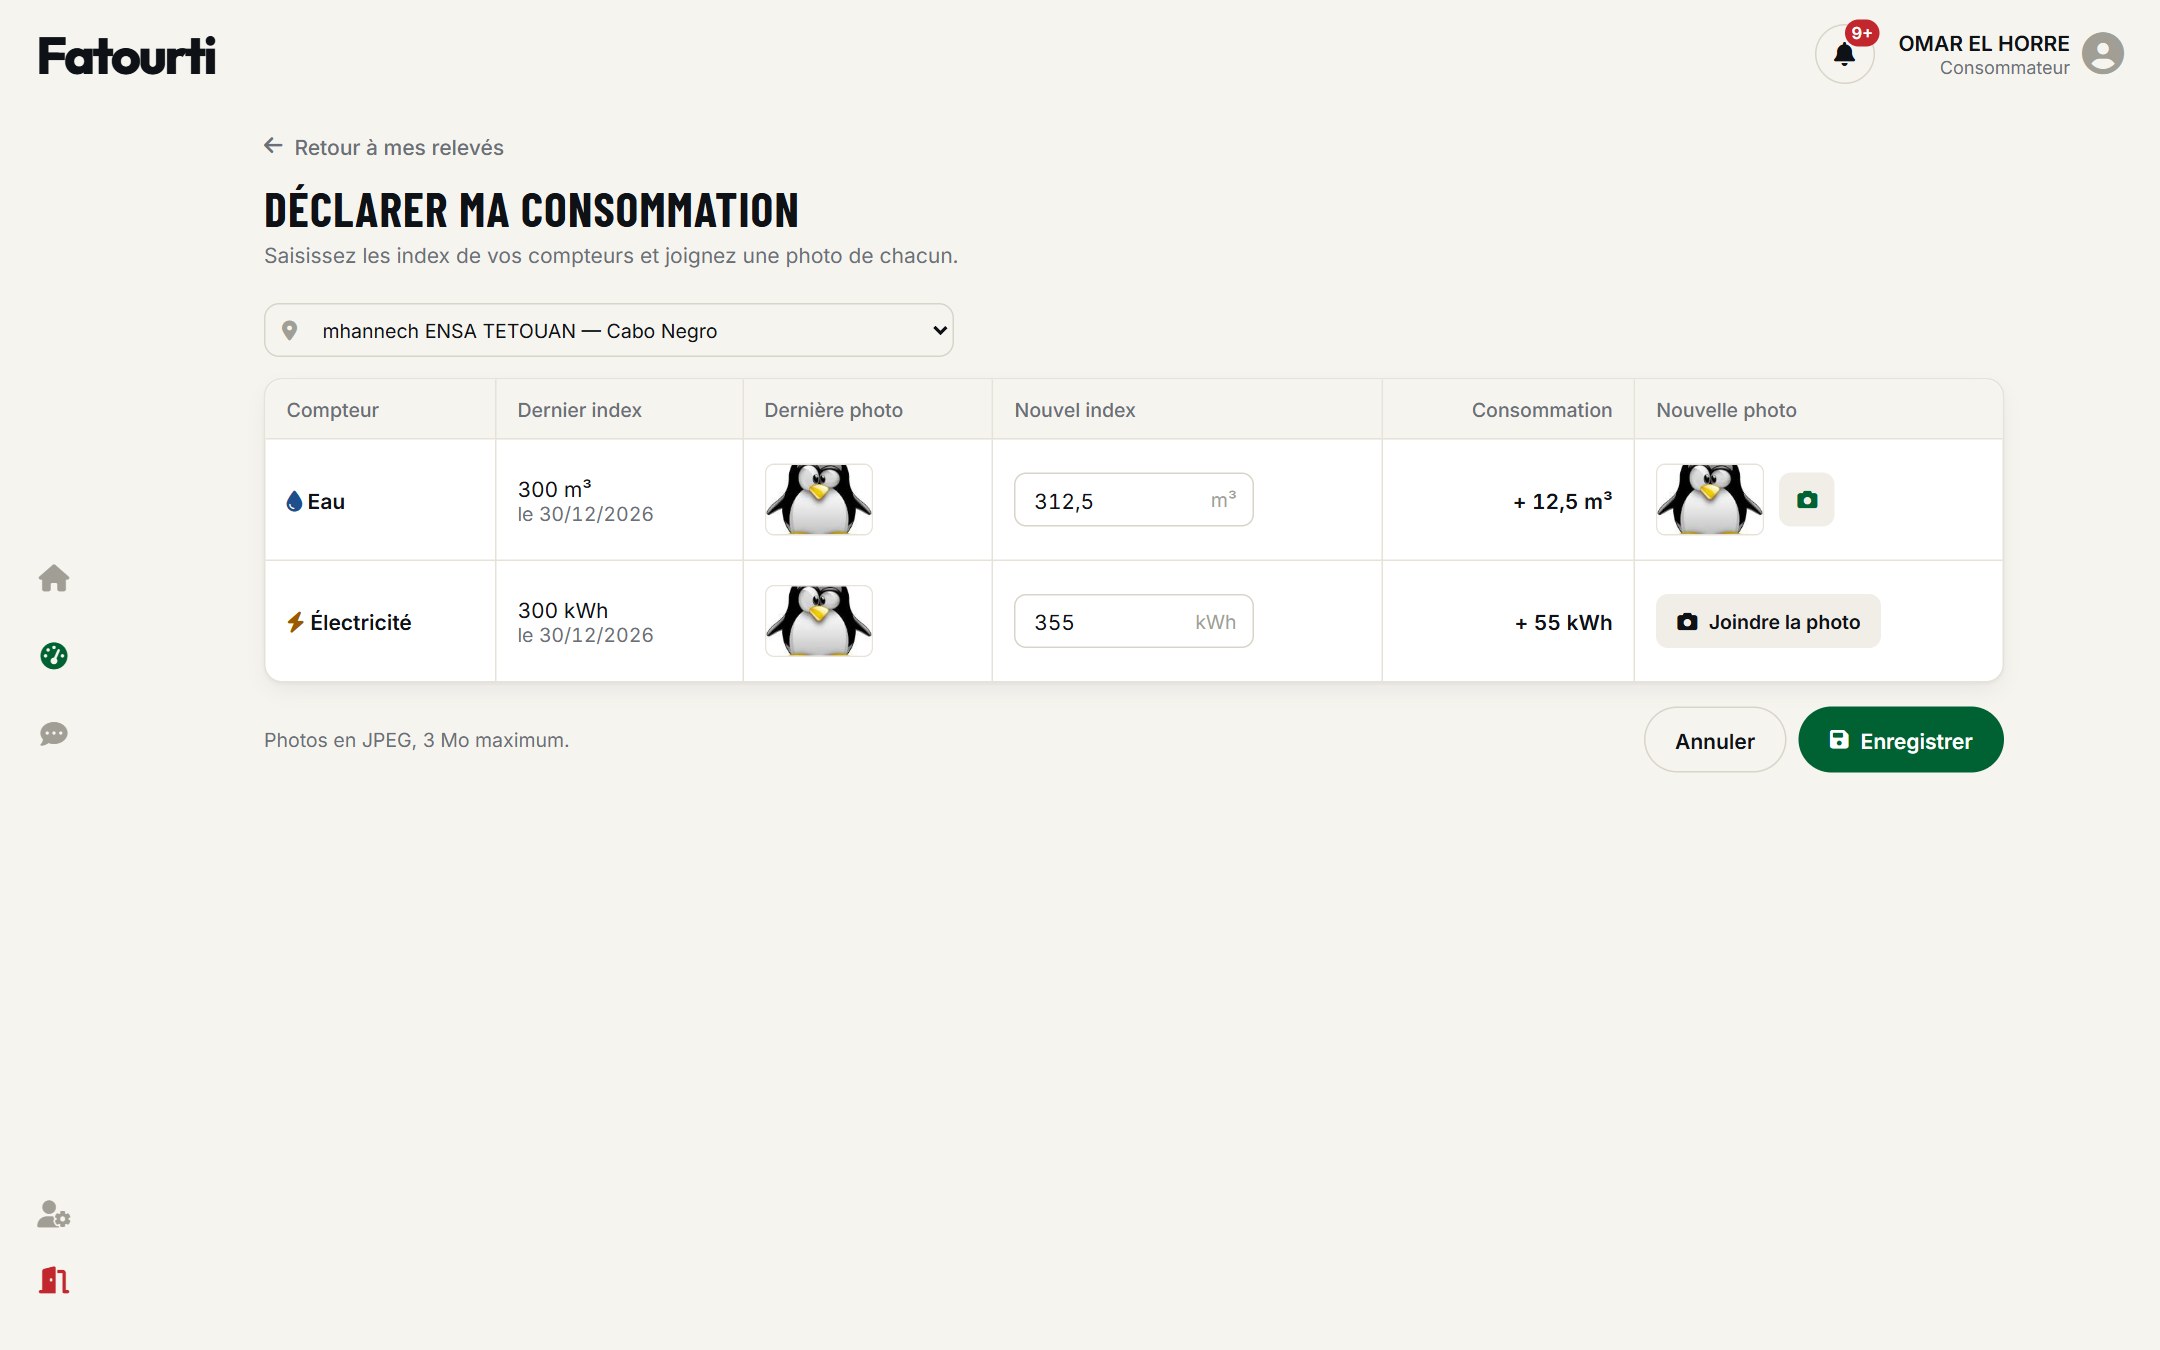 Fatourti
9+
OMAR EL HORRE
Consommateur
Retour à mes relevés
DÉCLARER MA CONSOMMATION
Saisissez les index de vos compteurs et joignez une photo de chacun.
mhannech ENSA TETOUAN — Cabo Negro
Compteur Dernier index Dernière photo Nouvel index Consommation Nouvelle photo
Eau 300 m³ 312,5 m³ + 12,5 m³
le 30/12/2026
Électricité 300 kWh 355 kWh + 55 kWh Joindre la photo
le 30/12/2026
Photos en JPEG, 3 Mo maximum.
Annuler Enregistrer